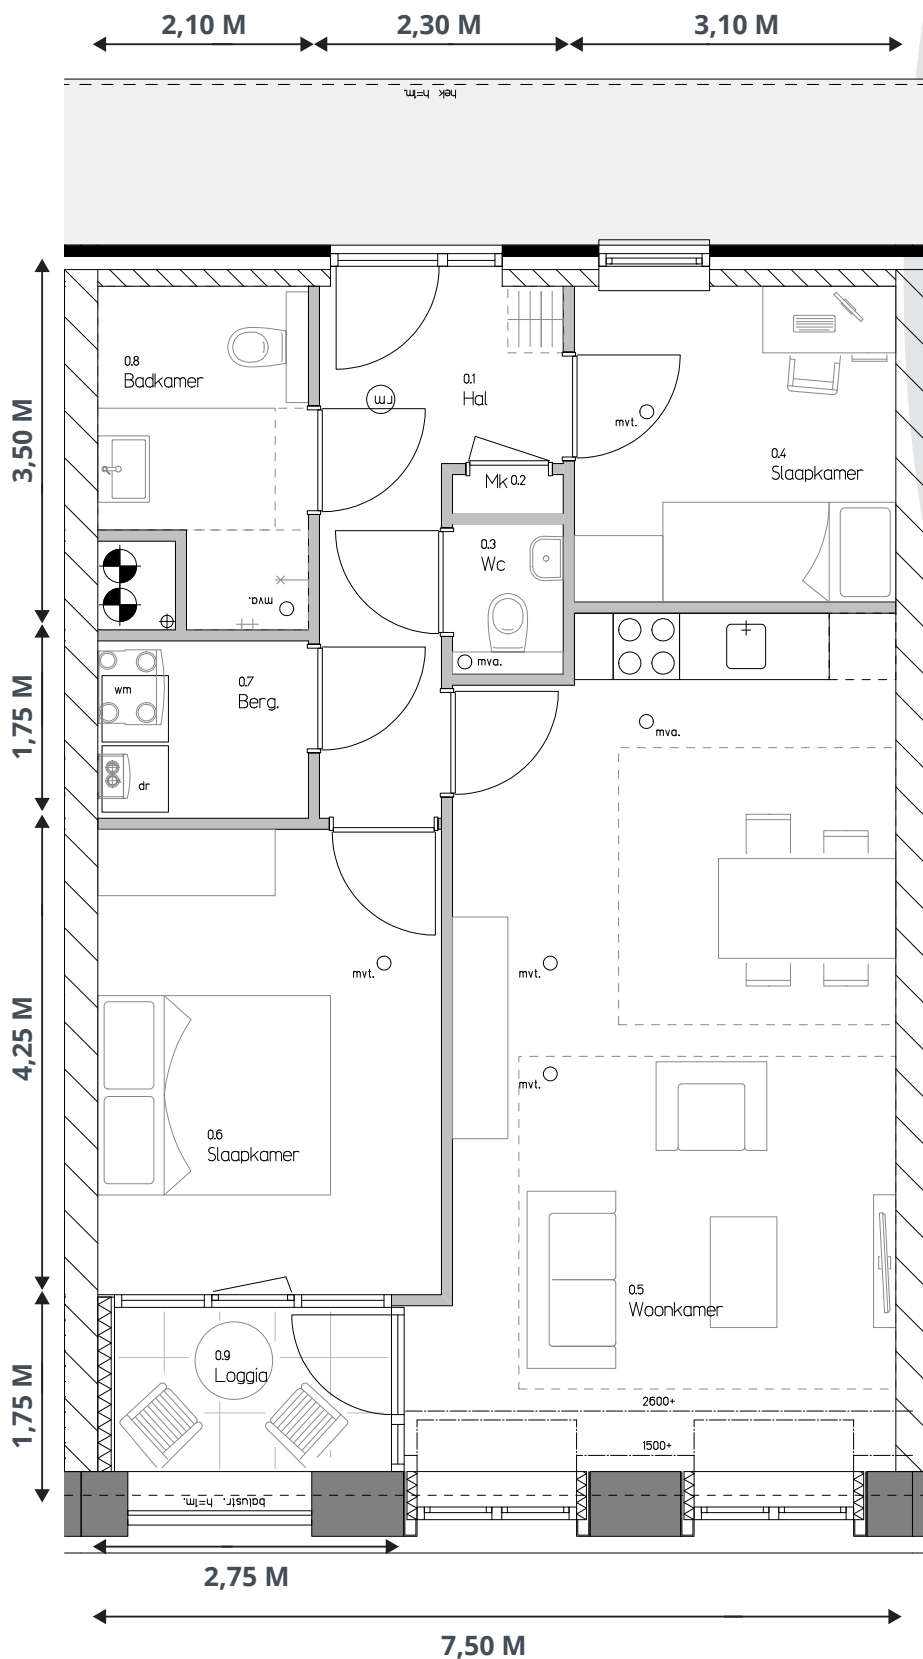 2,10 M
2,30 M
3,10 M
hek h=1m.
3,50 M
1,75 M
4,25 M
1,75 M
0.8
Badkamer
rm
0.1
Hal
mvt.
0.4
Slaapkamer
Mk 0.2
0.3
Wc
mva.
mva.
wm
dr
0.7
Berg.
mva.
mvt.
mvt.
mvt.
0.6
Slaapkamer
0.5
Woonkamer
0.9
Loggia
2600+
1500+
balustr. h=1m.
2,75 M
7,50 M